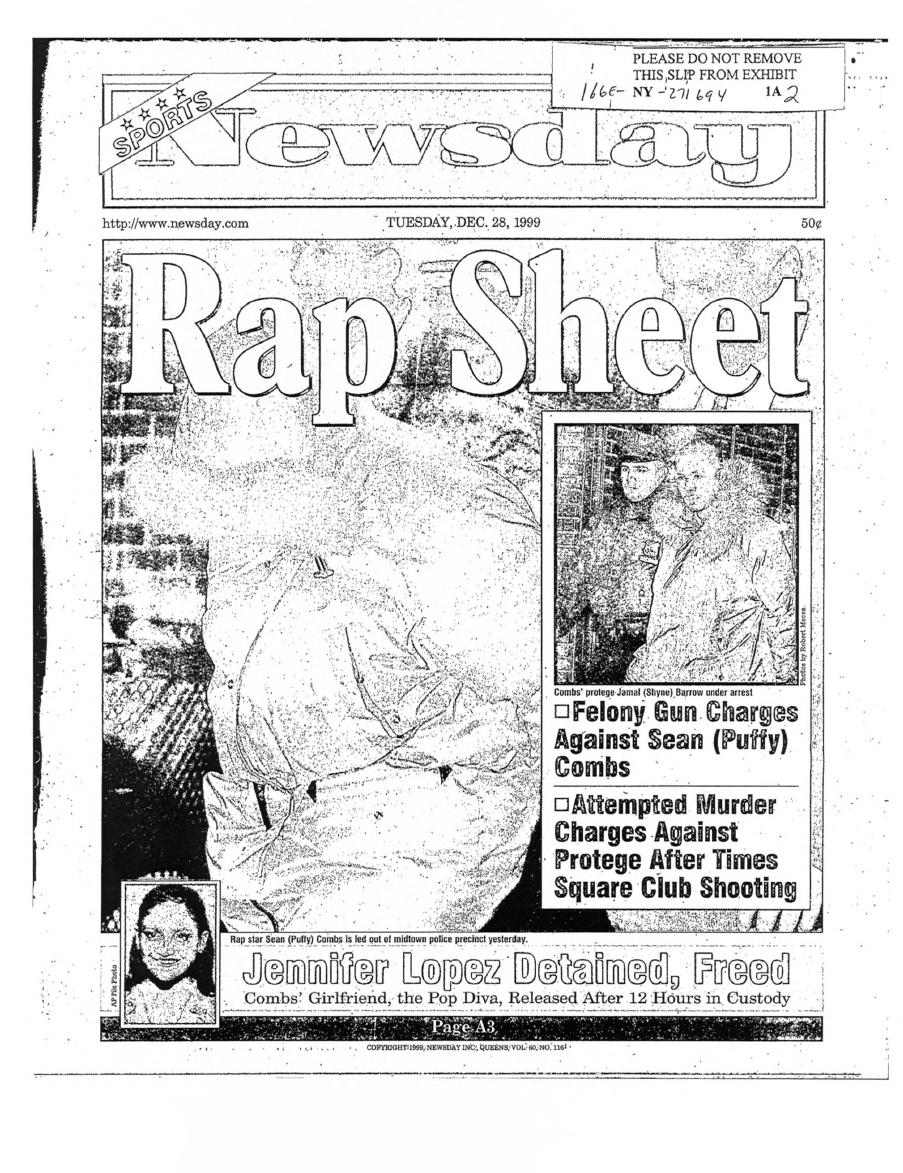 PLEASE DO NOT REMOVE
THIS SLIP FROM EXHIBIT
166E- NY -271694 1A2
SPORTS
Newsday
http://www.newsday.com TUESDAY, DEC. 28, 1999 50¢
Rap Sheet
Photos by Robert Mecea
Combs' protege Jamal (Shyne) Barrow under arrest
□Felony Gun Charges
Against Sean (Puffy)
Combs
□Attempted Murder
Charges Against
Protege After Times
Square Club Shooting
AP File Photo
Rap star Sean (Puffy) Combs is led out of midtown police precinct yesterday.
Jennifer Lopez Detained, Freed
Combs' Girlfriend, the Pop Diva, Released After 12 Hours in Custody
Page A3
COPYRIGHT 1999, NEWSDAY INC., QUEENS, VOL. 60, NO. 116